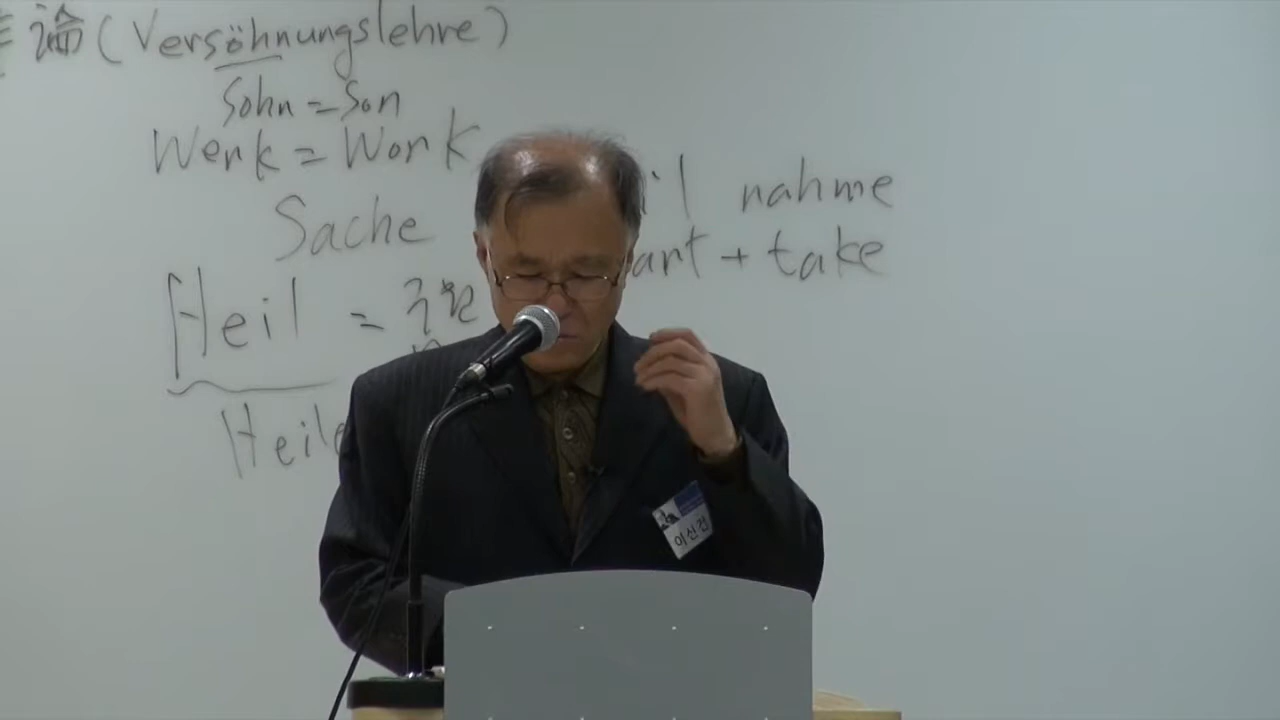 論 (Versöhnungslehre)
Sohn = Son
Werk = Work
nahme
Sache
art + take
Heil = 구원
Heile
이신건